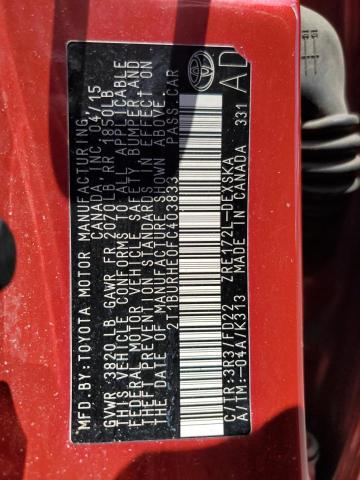 MFD.BY:TOYOTA MOTOR MANUFACTURING
CANADA, INC. 04/15
GVWR 3820 LB GAWR FR 2070LB, RR 1850LB
THIS VEHICLE CONFORMS TO ALL APPLICABLE
FEDERAL MOTOR VEHICLE SAFETY, BUMPER, AND
THEFT PREVENTION STANDARDS IN EFFECT ON
THE DATE OF MANUFACTURE SHOWN ABOVE.
2T1BURHE0FC403833 PASS.CAR
C/TR:3R3/FD22 ZRE172L-DEXSKA
A/TM:-04A/K313 MADE IN CANADA 331
AD